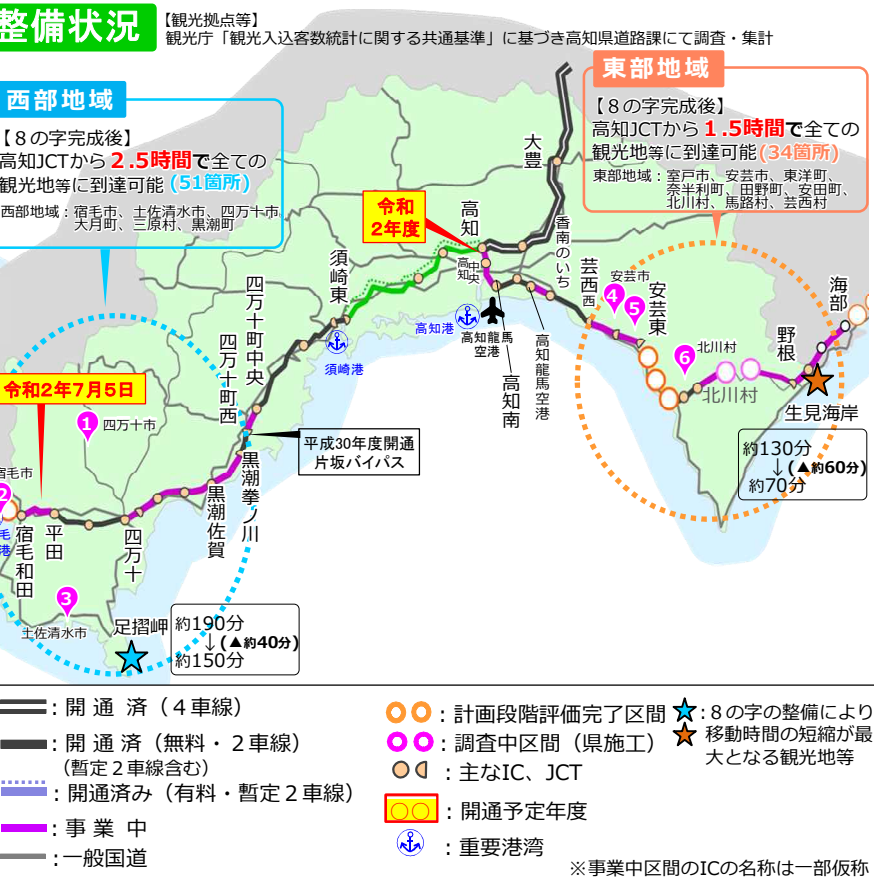 整備状況
【観光拠点等】
観光庁「観光入込客数統計に関する共通基準」に基づき高知県道路課にて調査・集計
西部地域
【８の字完成後】
高知JCTから2.5時間で全ての
観光地等に到達可能(51箇所)
西部地域：宿毛市、土佐清水市、四万十市
大月町、三原村、黒潮町
東部地域
【８の字完成後】
高知JCTから1.5時間で全ての
観光地等に到達可能(34箇所)
東部地域：室戸市、安芸市、東洋町、
奈半利町、田野町、安田町、
北川村、馬路村、芸西村
令和
２年度
大豊
高知
高知
中央
香南のいち
須崎東
高知港
須崎港
高知龍馬
空港
高知南
高知龍馬空港
芸西西
安芸市
4
5
安芸東
6
北川村
北川村
野根
海部
生見海岸
約130分
↓(▲約60分)
約70分
四万十町中央
四万十町西
令和２年７月５日
1
四万十市
平成30年度開通
片坂バイパス
黒潮拳ノ川
黒潮佐賀
宿毛市
2
宿毛和田
平田
四万十
3
土佐清水市
足摺岬
約190分
↓(▲約40分)
約150分
：開通済（４車線）
：開通済（無料・２車線）
（暫定２車線含む）
：開通済み（有料・暫定２車線）
：事業中
：一般国道
：計画段階評価完了区間
：調査中区間（県施工）
：主なIC、JCT
○○：開通予定年度
：重要港湾
：８の字の整備により
移動時間の短縮が最
大となる観光地等
※事業中区間のICの名称は一部仮称